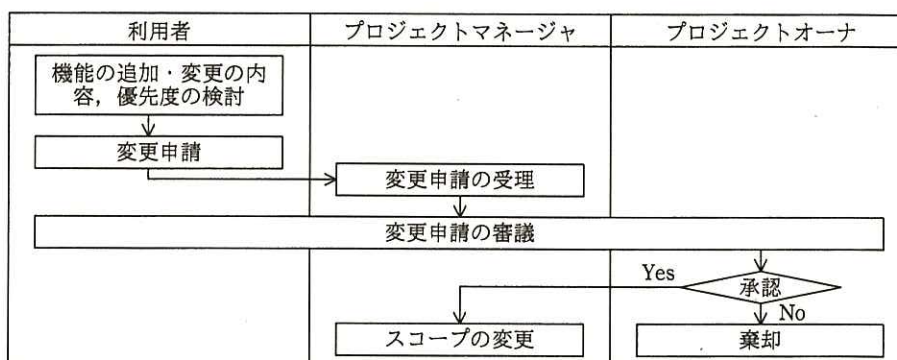 利用者
プロジェクトマネージャ
プロジェクトオーナ
機能の追加・変更の内
容，優先度の検討
変更申請
変更申請の受理
変更申請の審議
Yes
承認
No
スコープの変更
棄却